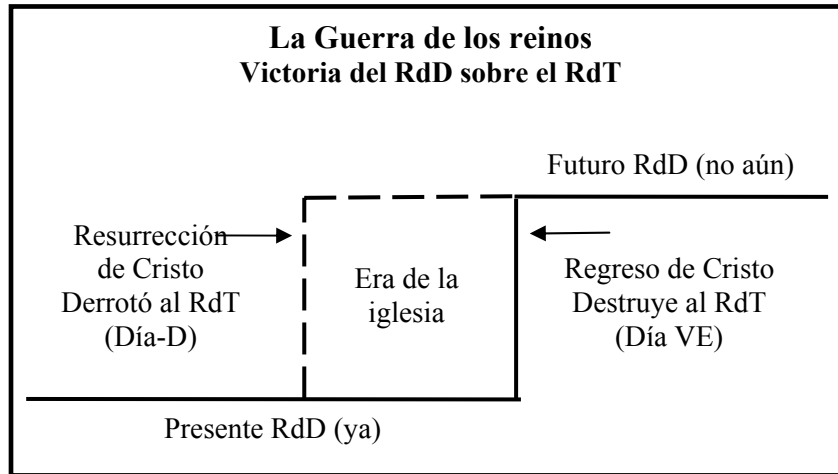 La Guerra de los reinos
Victoria del RdD sobre el RdT
Futuro RdD (no aún)
Resurrección
de Cristo
Derrotó al RdT
(Día-D)
Era de la
iglesia
Regreso de Cristo
Destruye al RdT
(Día VE)
Presente RdD (ya)